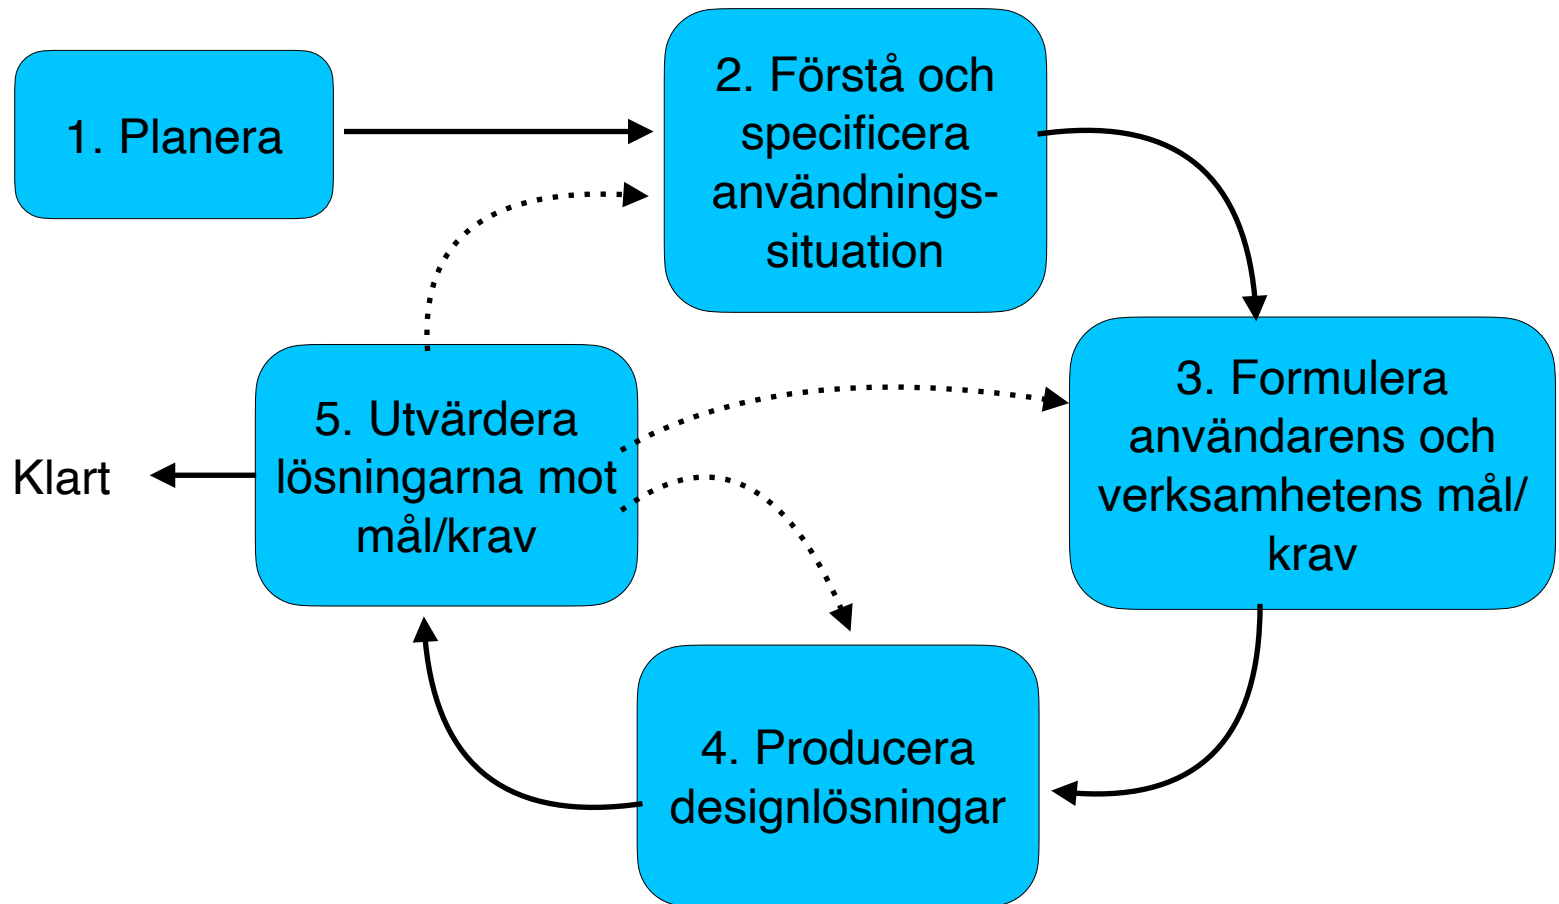 1. Planera
2. Förstå och
specificera
användnings-
situation
3. Formulera
användarens och
verksamhetens mål/
krav
4. Producera
designlösningar
5. Utvärdera
lösningarna mot
mål/krav
Klart